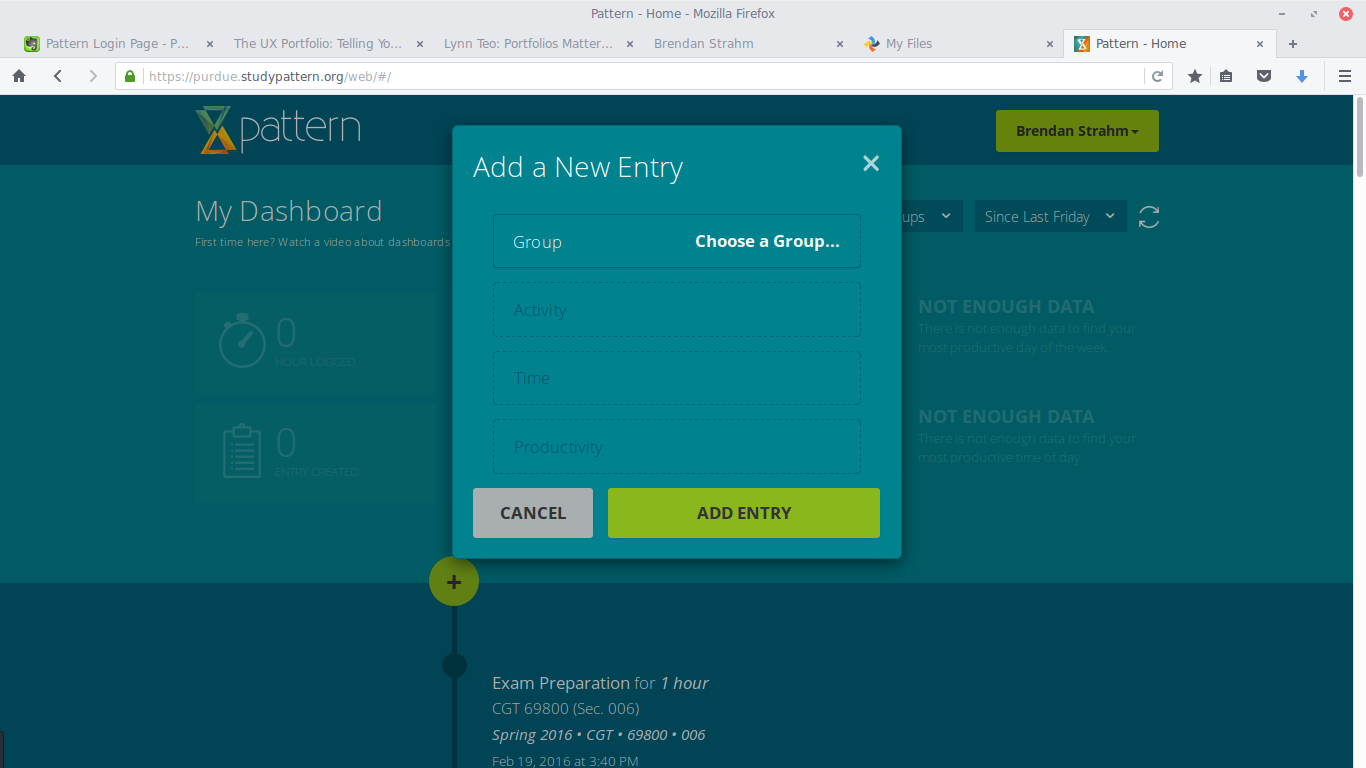 Pattern - Home - Mozilla Firefox
Pattern Login Page - P...
The UX Portfolio: Telling Yo...
Lynn Teo: Portfolios Matter...
Brendan Strahm
My Files
Pattern - Home
https://purdue.studypattern.org/web/#/
pattern
Brendan Strahm
Add a New Entry
My Dashboard
ups
Since Last Friday
First time here? Watch a video about dashboards
Group
Choose a Group...
Activity
Time
Productivity
CANCEL
ADD ENTRY
0
HOUR LOGGED
0
ENTRY CREATED
NOT ENOUGH DATA
There is not enough data to find your
most productive day of the week.
NOT ENOUGH DATA
There is not enough data to find your
most productive time of day.
+
Exam Preparation for 1 hour
CGT 69800 (Sec. 006)
Spring 2016 • CGT • 69800 • 006
Feb 19, 2016 at 3:40 PM